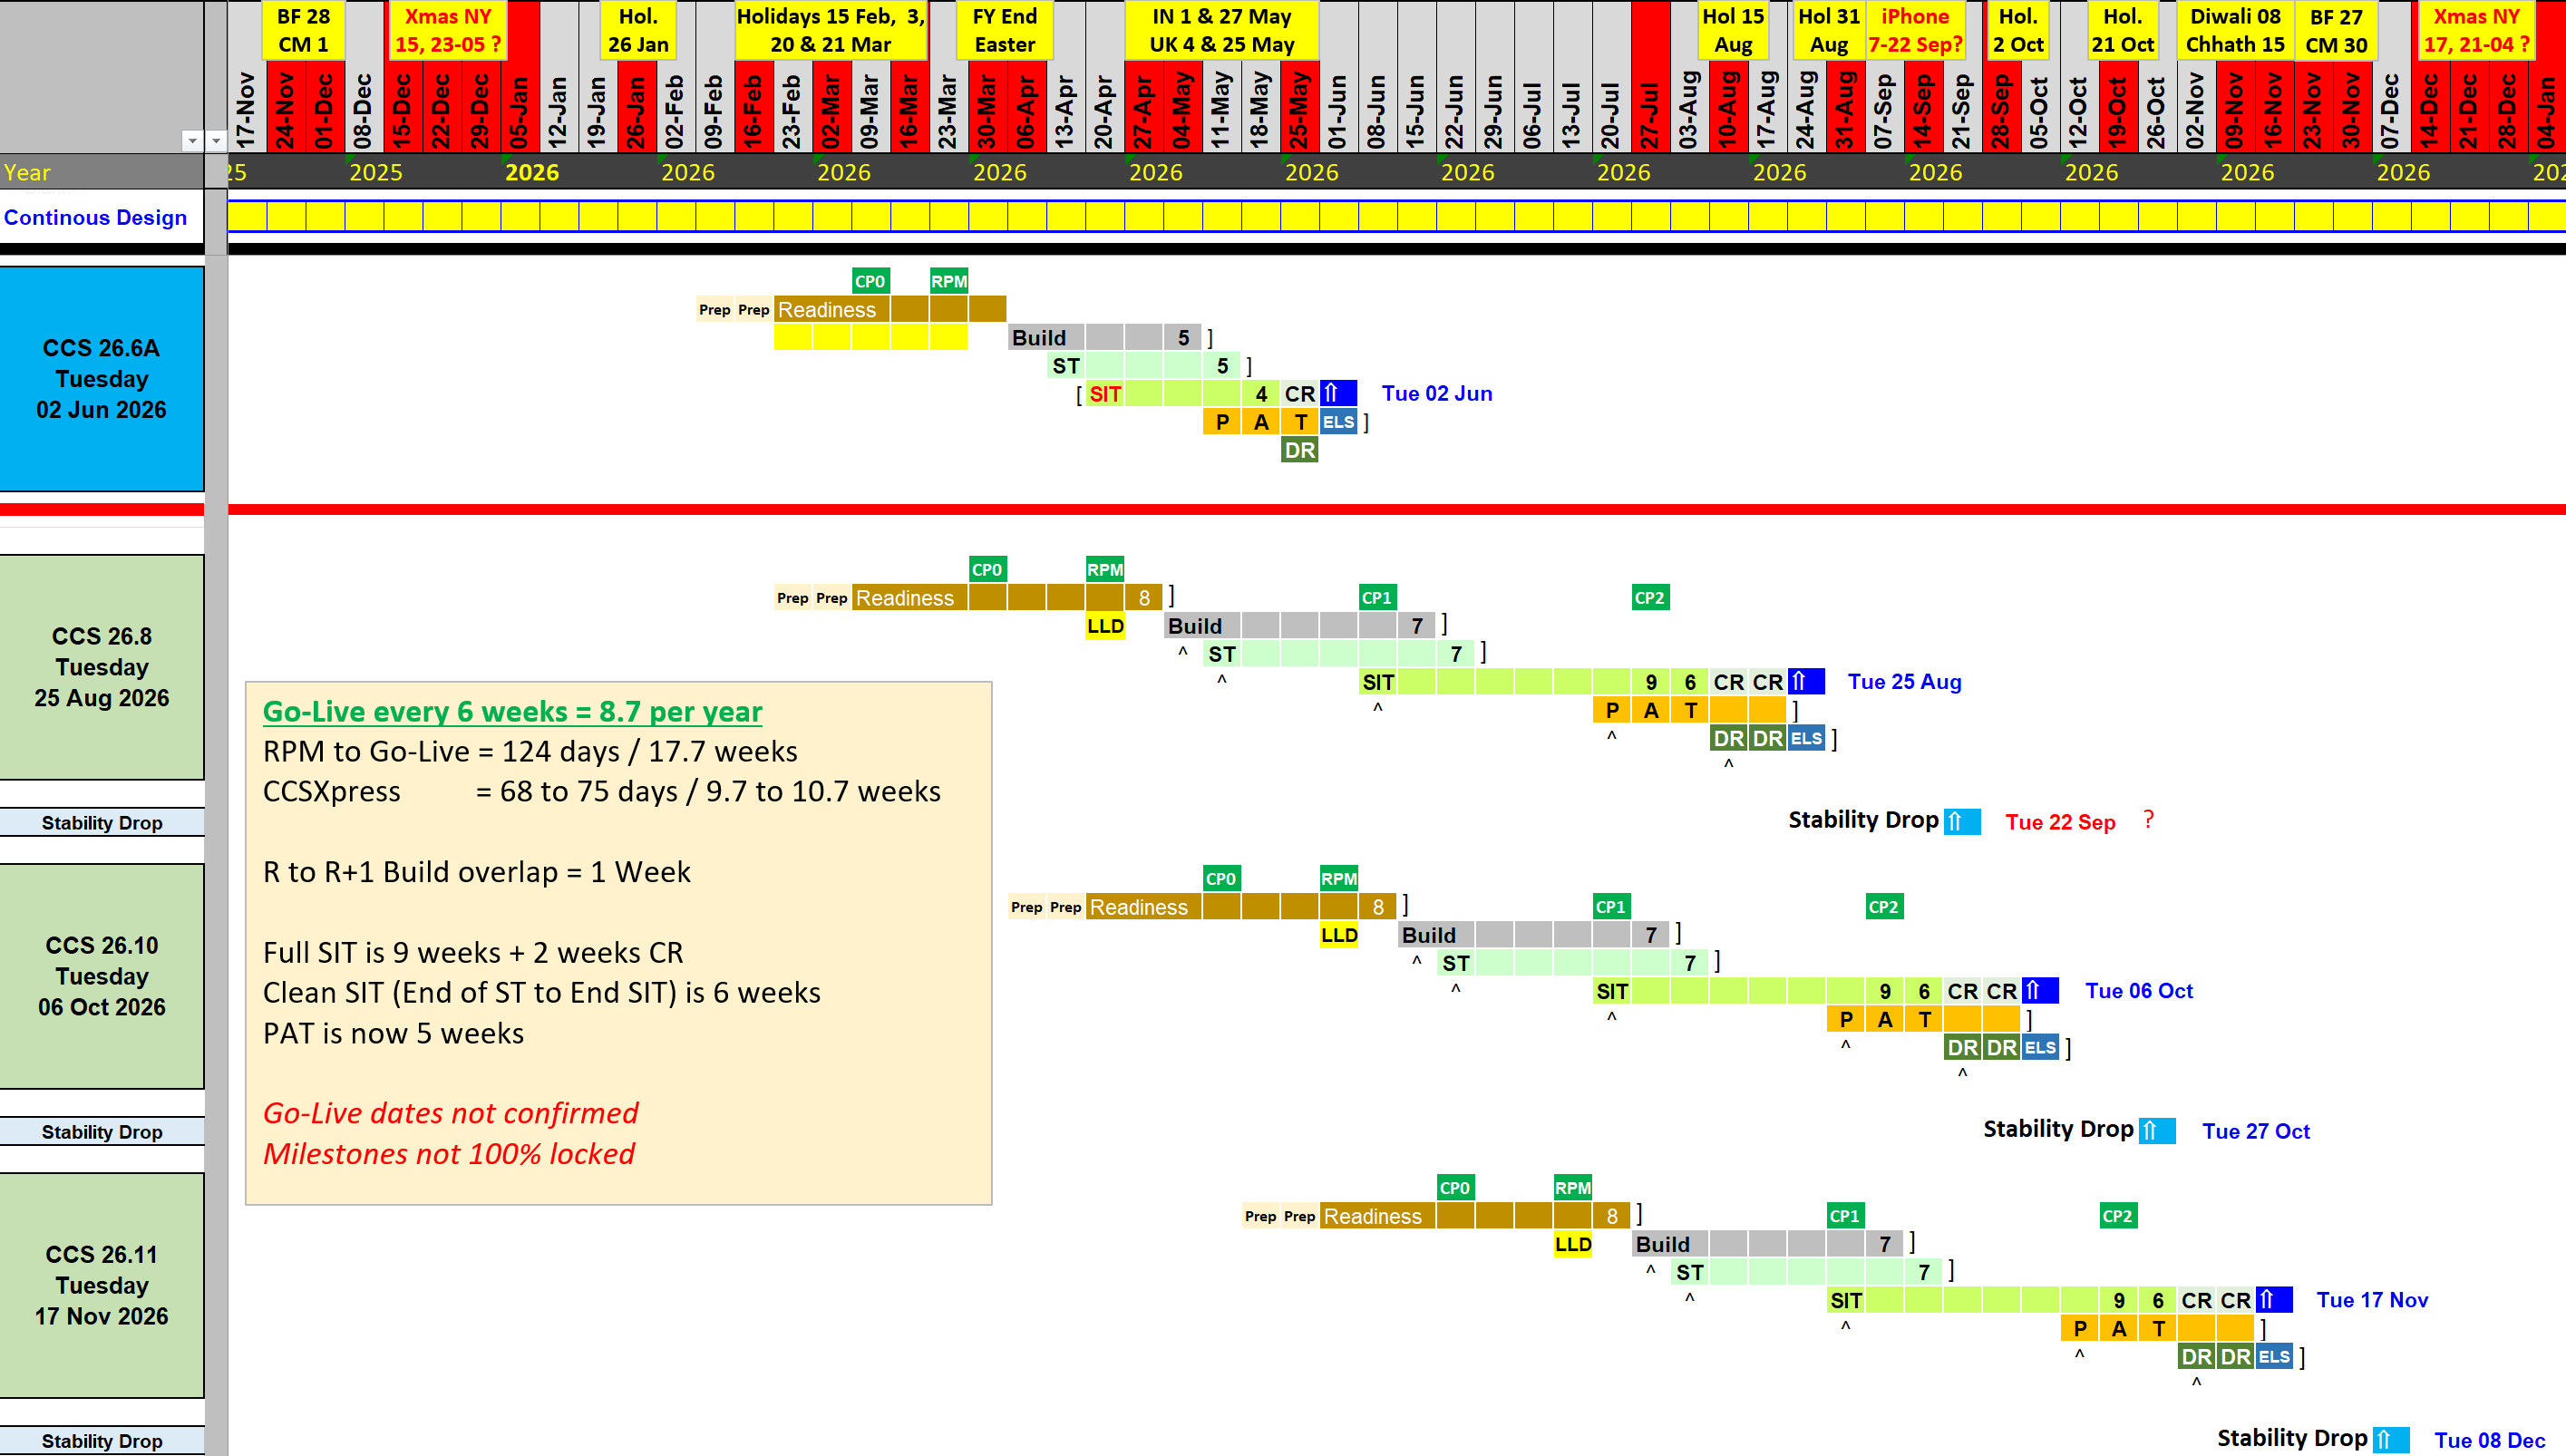 BF 28
CM 1
Xmas NY
15, 23-05 ?
Hol.
26 Jan
Holidays 15 Feb, 3,
20 & 21 Mar
FY End
Easter
IN 1 & 27 May
UK 4 & 25 May
Hol 15
Aug
Hol 31
Aug
iPhone
7-22 Sep?
Hol.
2 Oct
Hol.
21 Oct
Diwali 08
Chhath 15
BF 27
CM 30
Xmas NY
17, 21-04 ?
17-Nov 24-Nov 01-Dec 08-Dec 15-Dec 22-Dec 29-Dec 05-Jan 12-Jan 19-Jan 26-Jan 02-Feb 09-Feb 16-Feb 23-Feb 02-Mar 09-Mar 16-Mar 23-Mar 30-Mar 06-Apr 13-Apr 20-Apr 27-Apr 04-May 11-May 18-May 25-May 01-Jun 08-Jun 15-Jun 22-Jun 29-Jun 06-Jul 13-Jul 20-Jul 27-Jul 03-Aug 10-Aug 17-Aug 24-Aug 31-Aug 07-Sep 14-Sep 21-Sep 28-Sep 05-Oct 12-Oct 19-Oct 26-Oct 02-Nov 09-Nov 16-Nov 23-Nov 30-Nov 07-Dec 14-Dec 21-Dec 28-Dec 04-Jan
Year 25 2025 2026 2026 2026 2026 2026 2026 2026 2026 2026 2026 2026 2026 2026 202
Continous Design
CCS 26.6A
Tuesday
02 Jun 2026
CP0 RPM
Prep Prep Readiness
Build 5 ]
ST 5 ]
[ SIT 4 CR ⇑ Tue 02 Jun
P A T ELS ]
DR
CCS 26.8
Tuesday
25 Aug 2026
CP0 RPM
Prep Prep Readiness 8 ] CP1 CP2
LLD Build 7 ]
^ ST 7 ]
^ SIT 9 6 CR CR ⇑ Tue 25 Aug
^ P A T ]
^ DR DR ELS ]
^
Stability Drop
Stability Drop ⇑ Tue 22 Sep ?
Go-Live every 6 weeks = 8.7 per year
RPM to Go-Live = 124 days / 17.7 weeks
CCSXpress = 68 to 75 days / 9.7 to 10.7 weeks
R to R+1 Build overlap = 1 Week
Full SIT is 9 weeks + 2 weeks CR
Clean SIT (End of ST to End SIT) is 6 weeks
PAT is now 5 weeks
Go-Live dates not confirmed
Milestones not 100% locked
CCS 26.10
Tuesday
06 Oct 2026
CP0 RPM
Prep Prep Readiness 8 ] CP1 CP2
LLD Build 7 ]
^ ST 7 ]
^ SIT 9 6 CR CR ⇑ Tue 06 Oct
^ P A T ]
^ DR DR ELS ]
^
Stability Drop
Stability Drop ⇑ Tue 27 Oct
CCS 26.11
Tuesday
17 Nov 2026
CP0 RPM
Prep Prep Readiness 8 ] CP1 CP2
LLD Build 7 ]
^ ST 7 ]
^ SIT 9 6 CR CR ⇑ Tue 17 Nov
^ P A T ]
^ DR DR ELS ]
^
Stability Drop
Stability Drop ⇑ Tue 08 Dec